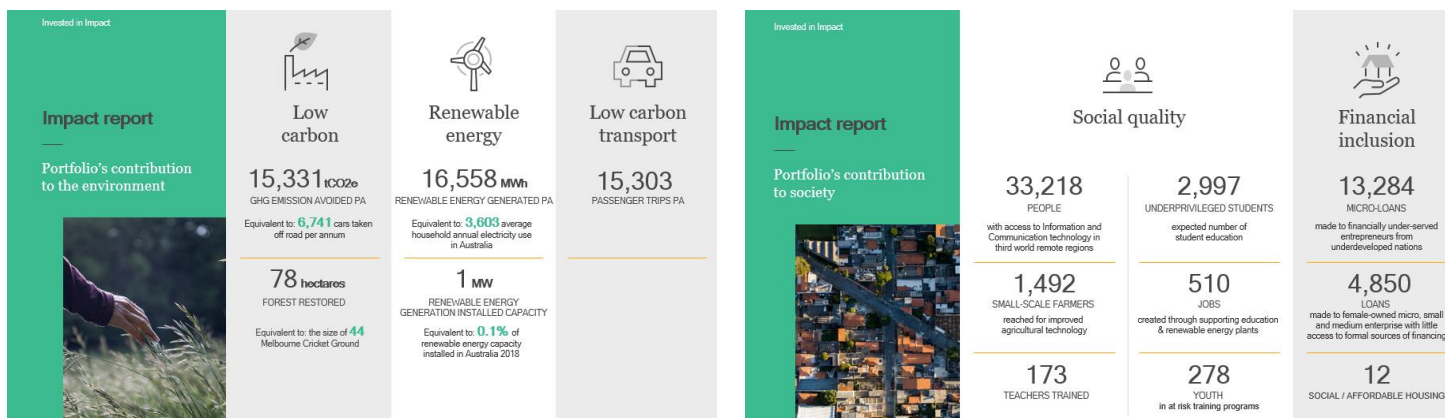 Invested in Impact
Impact report
Portfolio's contribution
to the environment
Low
carbon
15,331 tCO2e
GHG EMISSION AVOIDED PA
Equivalent to: 6,741 cars taken
off road per annum
78 hectares
FOREST RESTORED
Equivalent to: the size of 44
Melbourne Cricket Ground
Renewable
energy
16,558 MWh
RENEWABLE ENERGY GENERATED PA
Equivalent to: 3,603 average
household annual electricity use
in Australia
1 MW
RENEWABLE ENERGY
GENERATION INSTALLED CAPACITY
Equivalent to: 0.1% of
renewable energy capacity
installed in Australia 2018
Low carbon
transport
15,303
PASSENGER TRIPS PA
Invested in Impact
Impact report
Portfolio's contribution
to society
Social quality
33,218
PEOPLE
with access to Information and
Communication technology in
third world remote regions
2,997
UNDERPRIVILEGED STUDENTS
expected number of
student education
1,492
SMALL-SCALE FARMERS
reached for improved
agricultural technology
510
JOBS
created through supporting education
& renewable energy plants
173
TEACHERS TRAINED
278
YOUTH
in at risk training programs
Financial
inclusion
13,284
MICRO-LOANS
made to financially under-served
entrepreneurs from
underdeveloped nations
4,850
LOANS
made to female-owned micro, small
and medium enterprise with little
access to formal sources of financing
12
SOCIAL / AFFORDABLE HOUSING